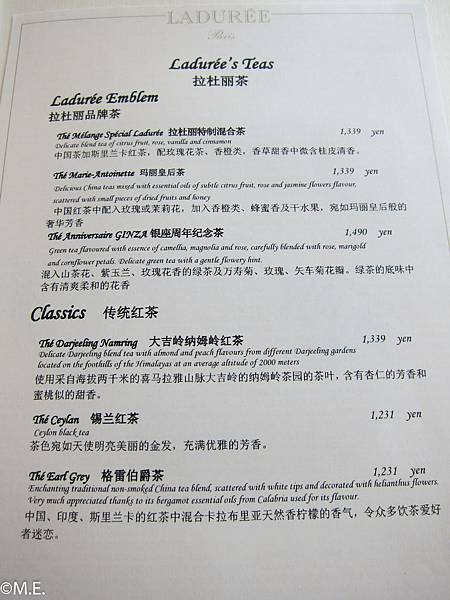 LADURÉE
Paris
Ladurée's Teas
拉杜丽茶
Ladurée Emblem
拉杜丽品牌茶
Thé Mélange Spécial Ladurée 拉杜丽特制混合茶 1,339 yen
Delicate blend tea of citrus fruit, rose, vanilla and cinnamon
中国茶加斯里兰卡红茶，配玫瑰花茶、香橙类，香草甜香中微含桂皮清香。
Thé Marie-Antoinette 玛丽皇后茶 1,339 yen
Delicious China teas mixed with essential oils of subtle citrus fruit, rose and jasmine flowers flavour,
scattered with small pieces of dried fruits and honey
中国红茶中配入玫瑰或茉莉花，加入香橙类、蜂蜜香及干水果，宛如玛丽皇后般的
奢华芳香
Thé Anniversaire GINZA 银座周年纪念茶 1,490 yen
Green tea flavoured with essence of camellia, magnolia and rose, carefully blended with rose, marigold
and cornflower petals. Delicate green tea with a gentle flowery hint.
混入山茶花、紫玉兰、玫瑰花香的绿茶及万寿菊、玫瑰、矢车菊花瓣。绿茶的底味中
含有清爽柔和的花香
Classics 传统红茶
Thé Darjeeling Namring 大吉岭纳姆岭红茶 1,339 yen
Delicate Darjeeling blend tea with almond and peach flavours from different Darjeeling gardens
located on the foothills of the Himalayas at an average altitude of 2000 meters
使用采自海拔两千米的喜马拉雅山脉大吉岭的纳姆岭茶园的茶叶，含有杏仁的芳香和
蜜桃似的甜香。
Thé Ceylan 锡兰红茶 1,231 yen
Ceylon black tea
茶色宛如天使明亮美丽的金发，充满优雅的芳香。
Thé Earl Grey 格雷伯爵茶 1,231 yen
Enchanting traditional non-smoked China tea blend, scattered with white tips and decorated with helianthus flowers.
Very much appreciated thanks to its bergamot essential oils from Calabria used for its flavour.
中国、印度、斯里兰卡的红茶中混合卡拉布里亚天然香柠檬的香气，令众多饮茶爱好
者迷恋。
©M.E.